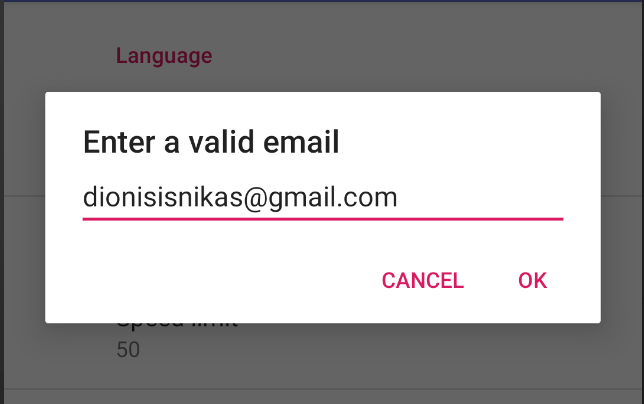 Language
Enter a valid email
dionisisnikas@gmail.com
CANCEL OK
Speed limit
50